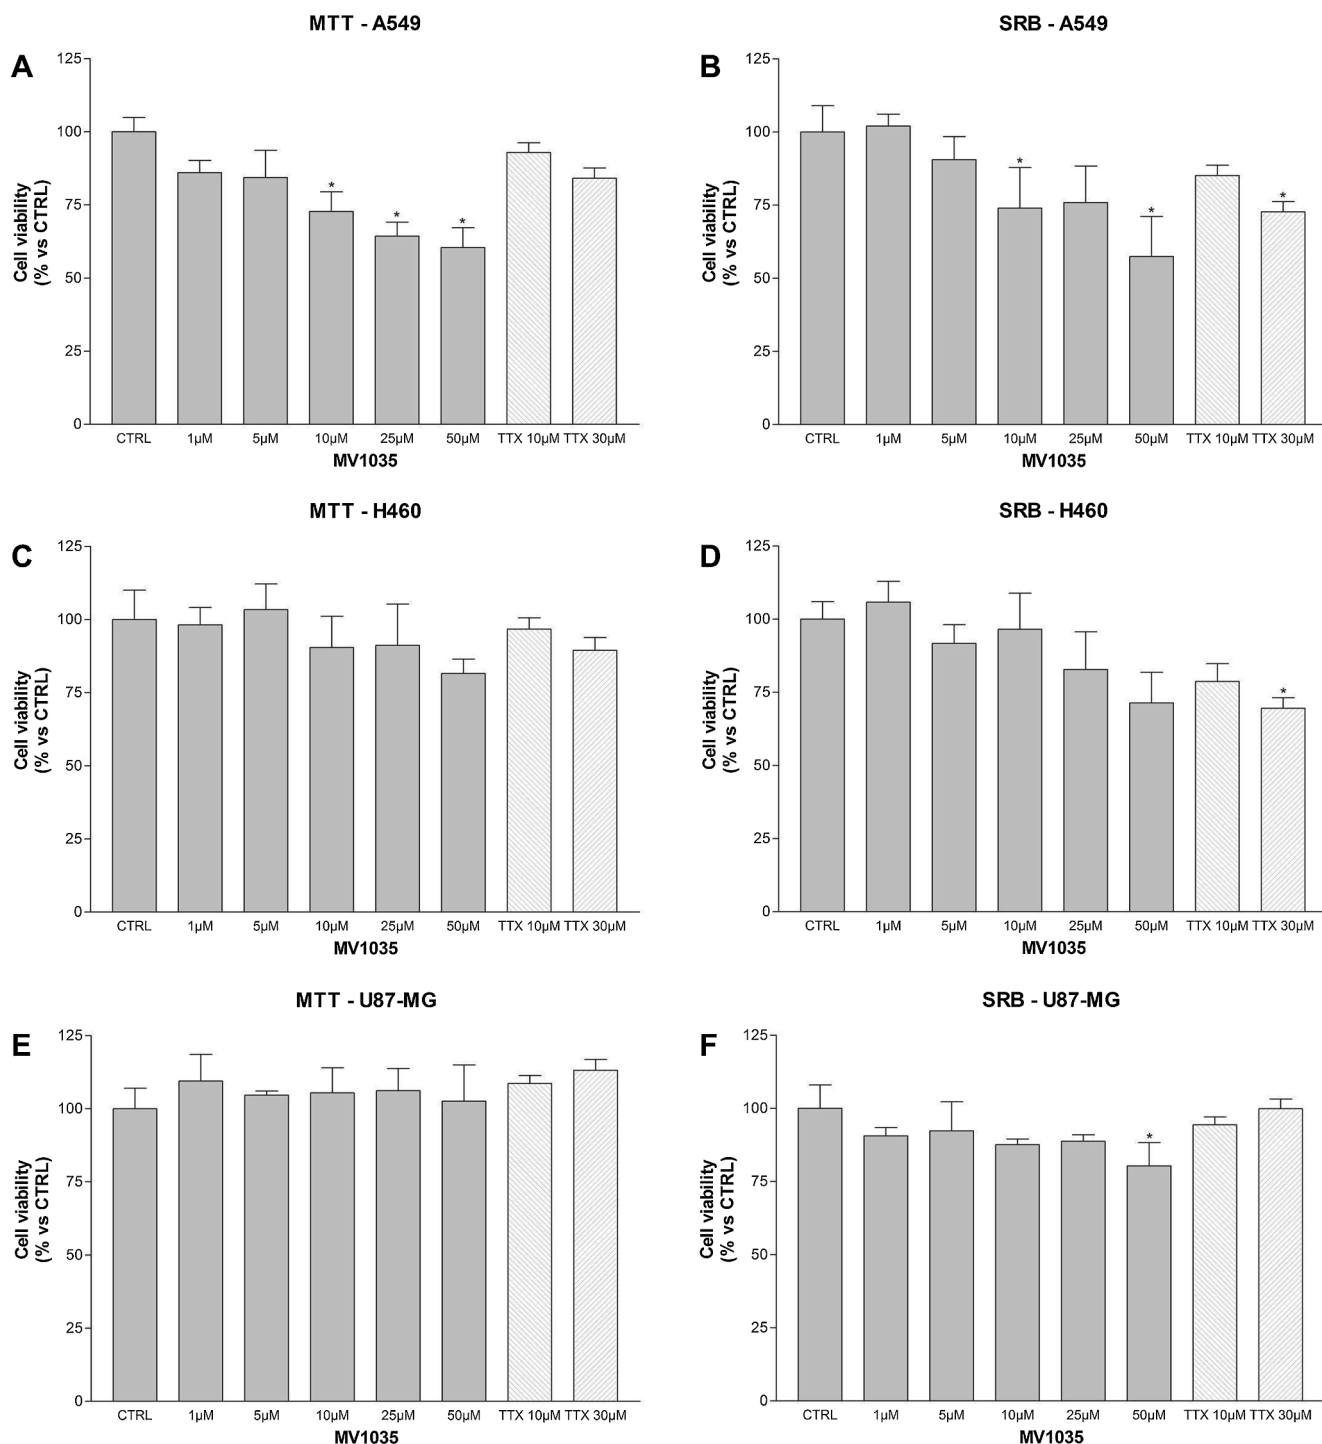 MTT - A549
A
Cell viability
(% vs CTRL)
125
100
75
50
25
0
*
*
*
CTRL 1µM 5µM 10µM 25µM 50µM TTX 10µM TTX 30µM
MV1035
SRB - A549
B
Cell viability
(% vs CTRL)
125
100
75
50
25
0
*
*
*
CTRL 1µM 5µM 10µM 25µM 50µM TTX 10µM TTX 30µM
MV1035
MTT - H460
C
Cell viability
(% vs CTRL)
125
100
75
50
25
0
CTRL 1µM 5µM 10µM 25µM 50µM TTX 10µM TTX 30µM
MV1035
SRB - H460
D
Cell viability
(% vs CTRL)
125
100
75
50
25
0
*
CTRL 1µM 5µM 10µM 25µM 50µM TTX 10µM TTX 30µM
MV1035
MTT - U87-MG
E
Cell viability
(% vs CTRL)
125
100
75
50
25
0
CTRL 1µM 5µM 10µM 25µM 50µM TTX 10µM TTX 30µM
MV1035
SRB - U87-MG
F
Cell viability
(% vs CTRL)
125
100
75
50
25
0
*
CTRL 1µM 5µM 10µM 25µM 50µM TTX 10µM TTX 30µM
MV1035